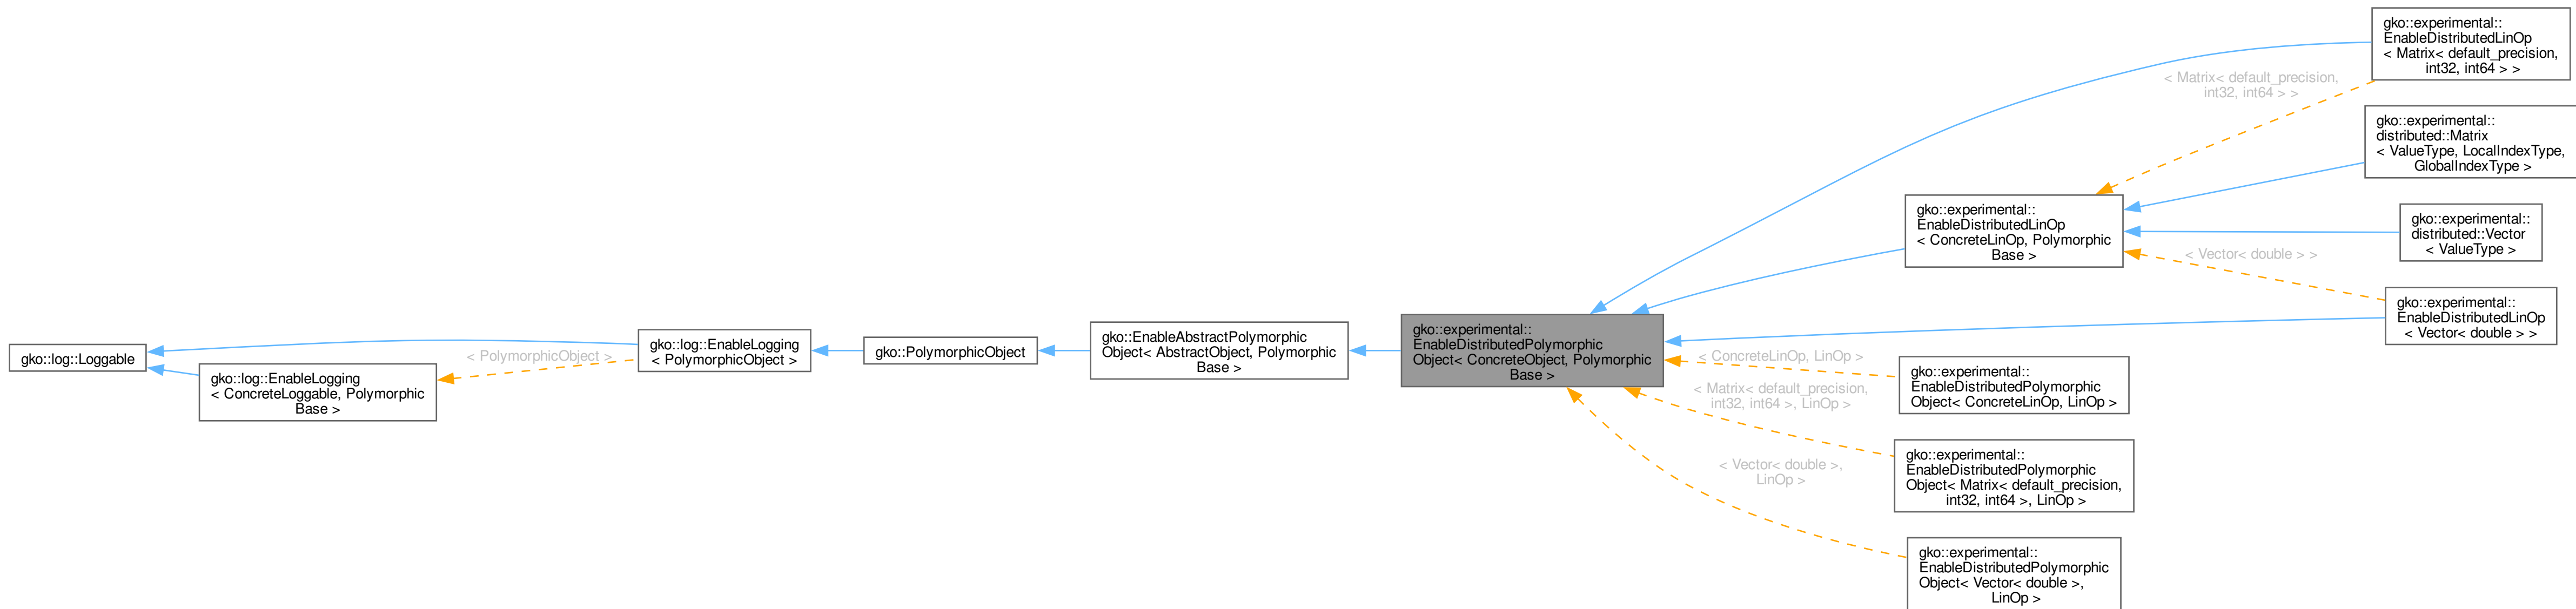 gko::log::Loggable
gko::log::EnableLogging
< ConcreteLoggable, Polymorphic
Base >
< PolymorphicObject >
gko::log::EnableLogging
< PolymorphicObject >
gko::PolymorphicObject
gko::EnableAbstractPolymorphic
Object< AbstractObject, Polymorphic
Base >
gko::experimental::
EnableDistributedPolymorphic
Object< ConcreteObject, Polymorphic
Base >
gko::experimental::
EnableDistributedLinOp
< ConcreteLinOp, Polymorphic
Base >
< Matrix< default_precision,
int32, int64 > >
gko::experimental::
EnableDistributedLinOp
< Matrix< default_precision,
int32, int64 > >
gko::experimental::
distributed::Matrix
< ValueType, LocalIndexType,
GlobalIndexType >
gko::experimental::
distributed::Vector
< ValueType >
< Vector< double > >
gko::experimental::
EnableDistributedLinOp
< Vector< double > >
< ConcreteLinOp, LinOp >
gko::experimental::
EnableDistributedPolymorphic
Object< ConcreteLinOp, LinOp >
< Matrix< default_precision,
int32, int64 >, LinOp >
gko::experimental::
EnableDistributedPolymorphic
Object< Matrix< default_precision,
int32, int64 >, LinOp >
< Vector< double >,
LinOp >
gko::experimental::
EnableDistributedPolymorphic
Object< Vector< double >,
LinOp >